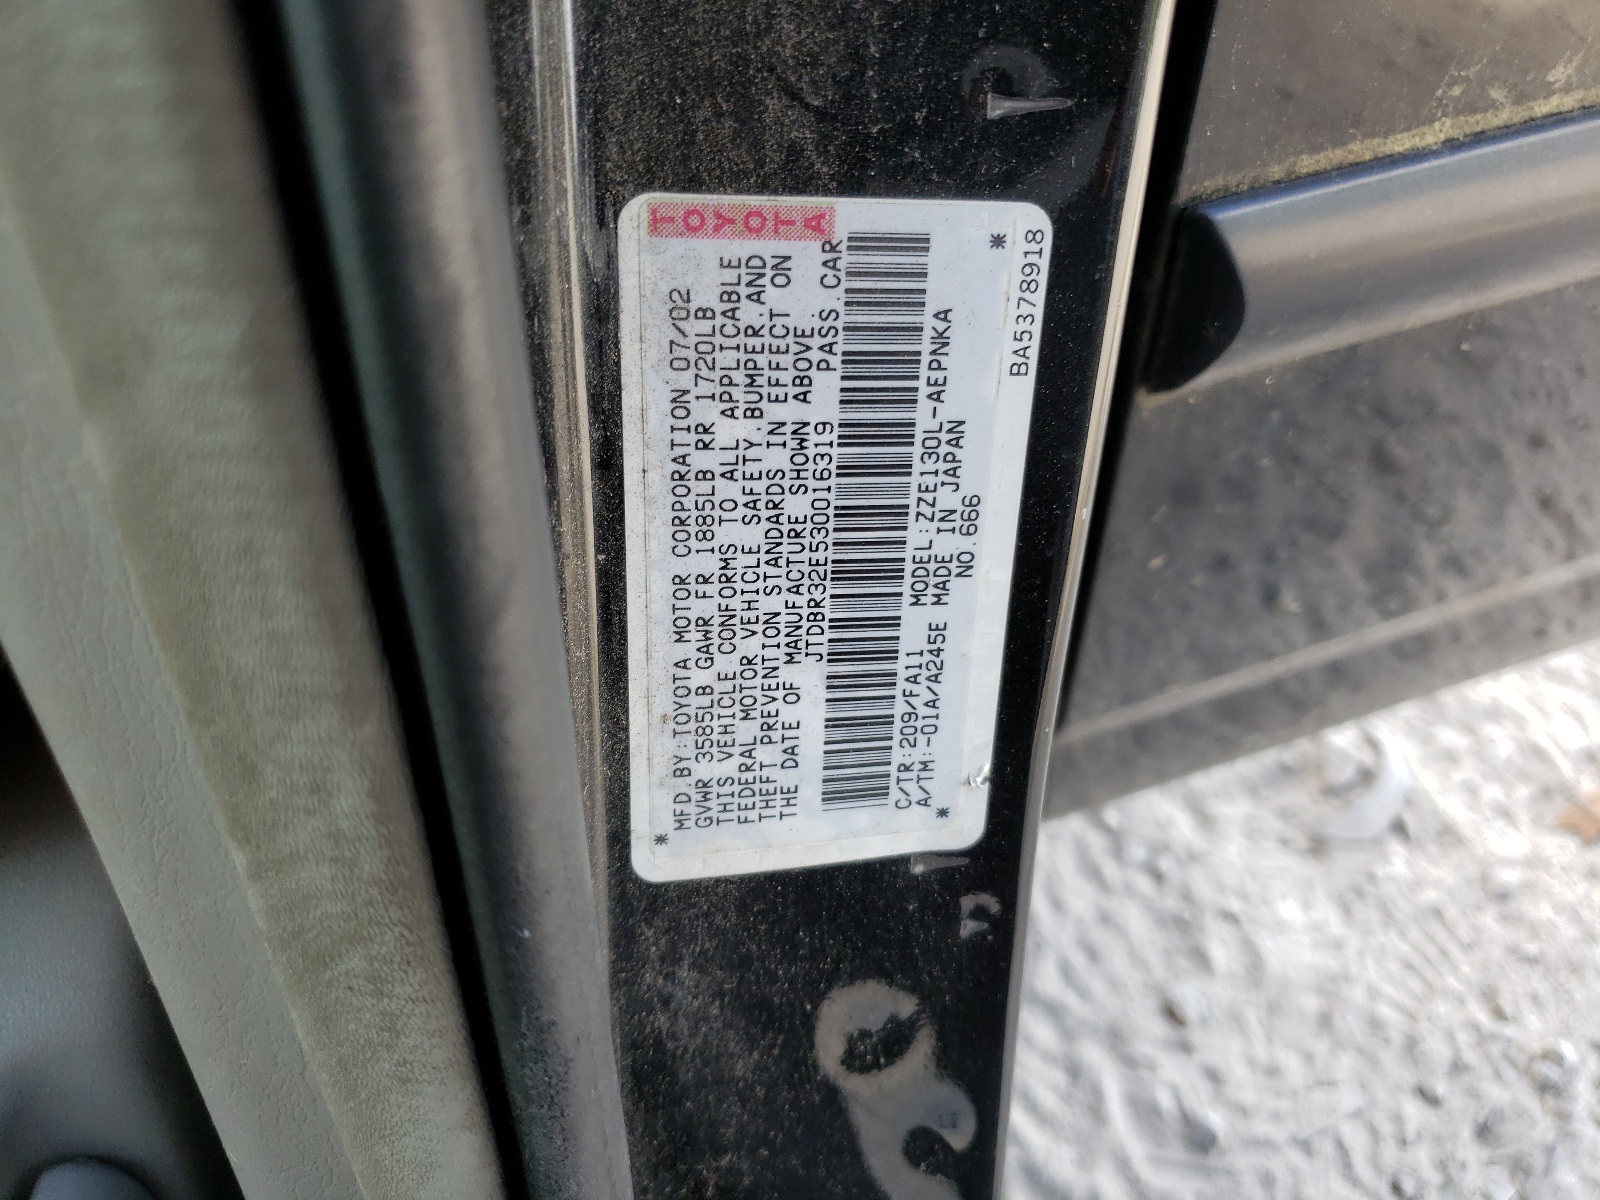 TOYOTA
MFD.BY:TOYOTA MOTOR CORPORATION 07/02
GVWR 3585LB GAWR FR 1885LB RR 1720LB
THIS VEHICLE CONFORMS TO ALL APPLICABLE
FEDERAL MOTOR VEHICLE SAFETY,BUMPER,AND
THEFT PREVENTION STANDARDS IN EFFECT ON
THE DATE OF MANUFACTURE SHOWN ABOVE.
JTDBR32E530016319 PASS.CAR
C/TR:209/FA11 MODEL:ZZE130L-AEPNKA
A/TM:-01A/A245E MADE IN JAPAN
NO.666
BA5378918